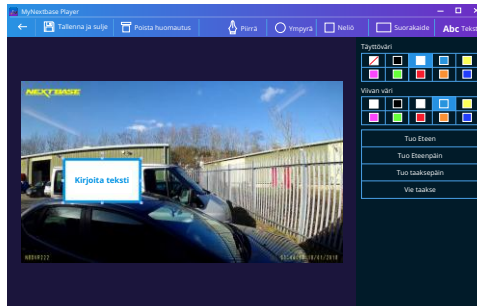 MyNextbase Player
Tallenna ja sulje Poista huomautus Piirrä Ympyrä Neliö Suorakaide Abc Tekst
Täyttöväri
NEXTBASE
Viivan väri
Kirjoita teksti
Tuo Eteen
Tuo Eteenpäin
Tuo taaksepäin
Vie taakse